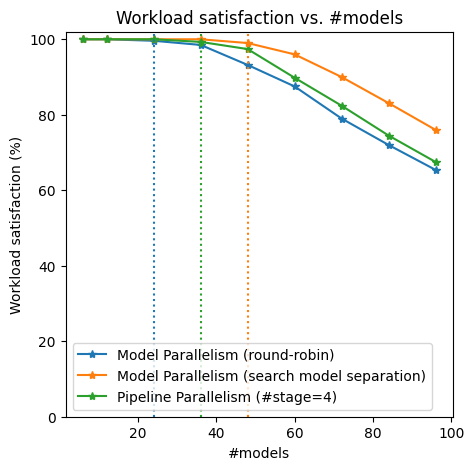 Workload satisfaction vs. #models
Workload satisfaction (%)
100
80
60
40
20
0
Model Parallelism (round-robin)
Model Parallelism (search model separation)
Pipeline Parallelism (#stage=4)
20 40 60 80 100
#models